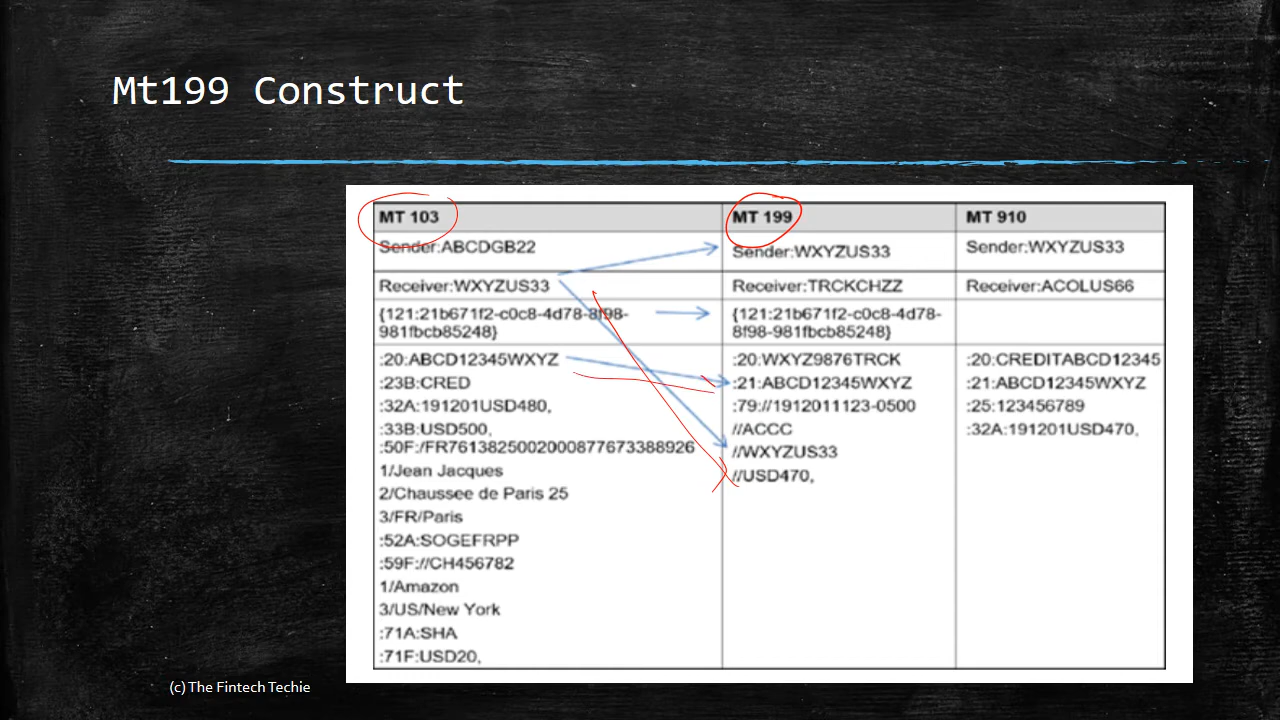 Mt199 Construct
MT 103
MT 199
MT 910
Sender:ABCDGB22
Sender:WXYZUS33
Sender:WXYZUS33
Receiver:WXYZUS33
Receiver:TRCKCHZZ
Receiver:ACOLUS66
{121:21b671f2-c0c8-4d78-8f98-
981fbcb85248}
{121:21b671f2-c0c8-4d78-
8f98-981fbcb85248}
:20:ABCD12345WXYZ
:23B:CRED
:32A:191201USD480,
:33B:USD500,
:50F:/FR7613825002000877673388926
1/Jean Jacques
2/Chaussee de Paris 25
3/FR/Paris
:52A:SOGEFRPP
:59F://CH456782
1/Amazon
3/US/New York
:71A:SHA
:71F:USD20,
:20:WXYZ9876TRCK
:21:ABCD12345WXYZ
:79://1912011123-0500
//ACCC
//WXYZUS33
//USD470,
:20:CREDITABCD12345
:21:ABCD12345WXYZ
:25:123456789
:32A:191201USD470,
(c) The Fintech Techie